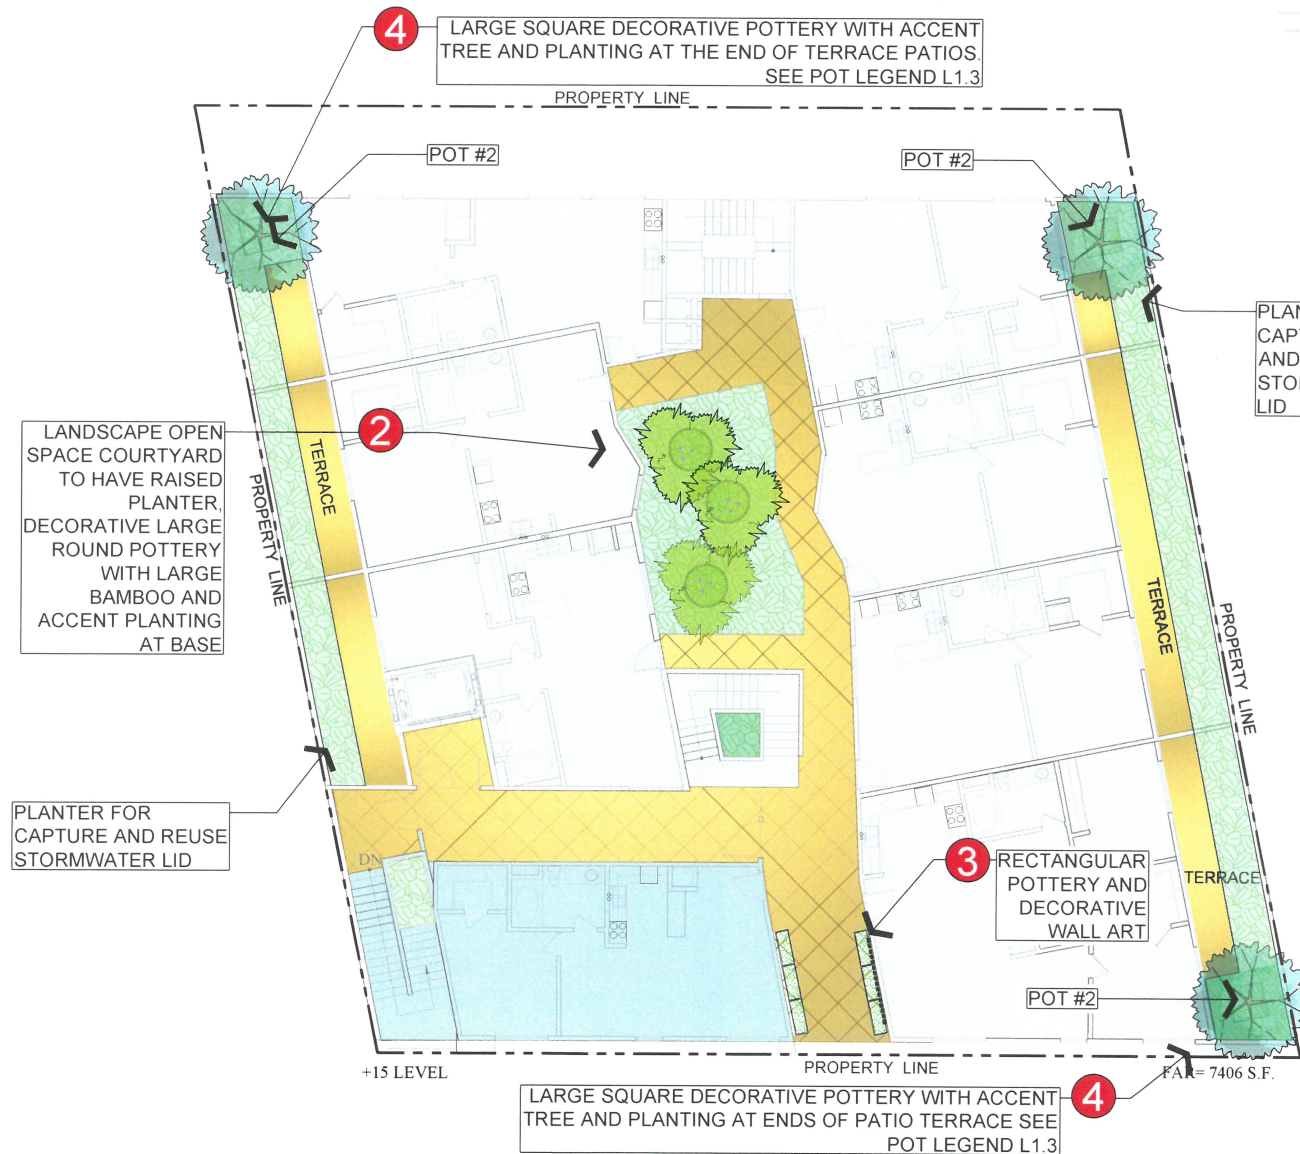 4
LARGE SQUARE DECORATIVE POTTERY WITH ACCENT
TREE AND PLANTING AT THE END OF TERRACE PATIOS.
SEE POT LEGEND L1.3
PROPERTY LINE
POT #2
POT #2
PLAN
CAPT
AND
STO
LID
2
LANDSCAPE OPEN
SPACE COURTYARD
TO HAVE RAISED
PLANTER,
DECORATIVE LARGE
ROUND POTTERY
WITH LARGE
BAMBOO AND
ACCENT PLANTING
AT BASE
TERRACE
PROPERTY LINE
TERRACE
PROPERTY LINE
PLANTER FOR
CAPTURE AND REUSE
STORMWATER LID
DN
3
RECTANGULAR
POTTERY AND
DECORATIVE
WALL ART
TERRACE
POT #2
+15 LEVEL
PROPERTY LINE
FAR= 7406 S.F.
LARGE SQUARE DECORATIVE POTTERY WITH ACCENT
TREE AND PLANTING AT ENDS OF PATIO TERRACE SEE
POT LEGEND L1.3
4